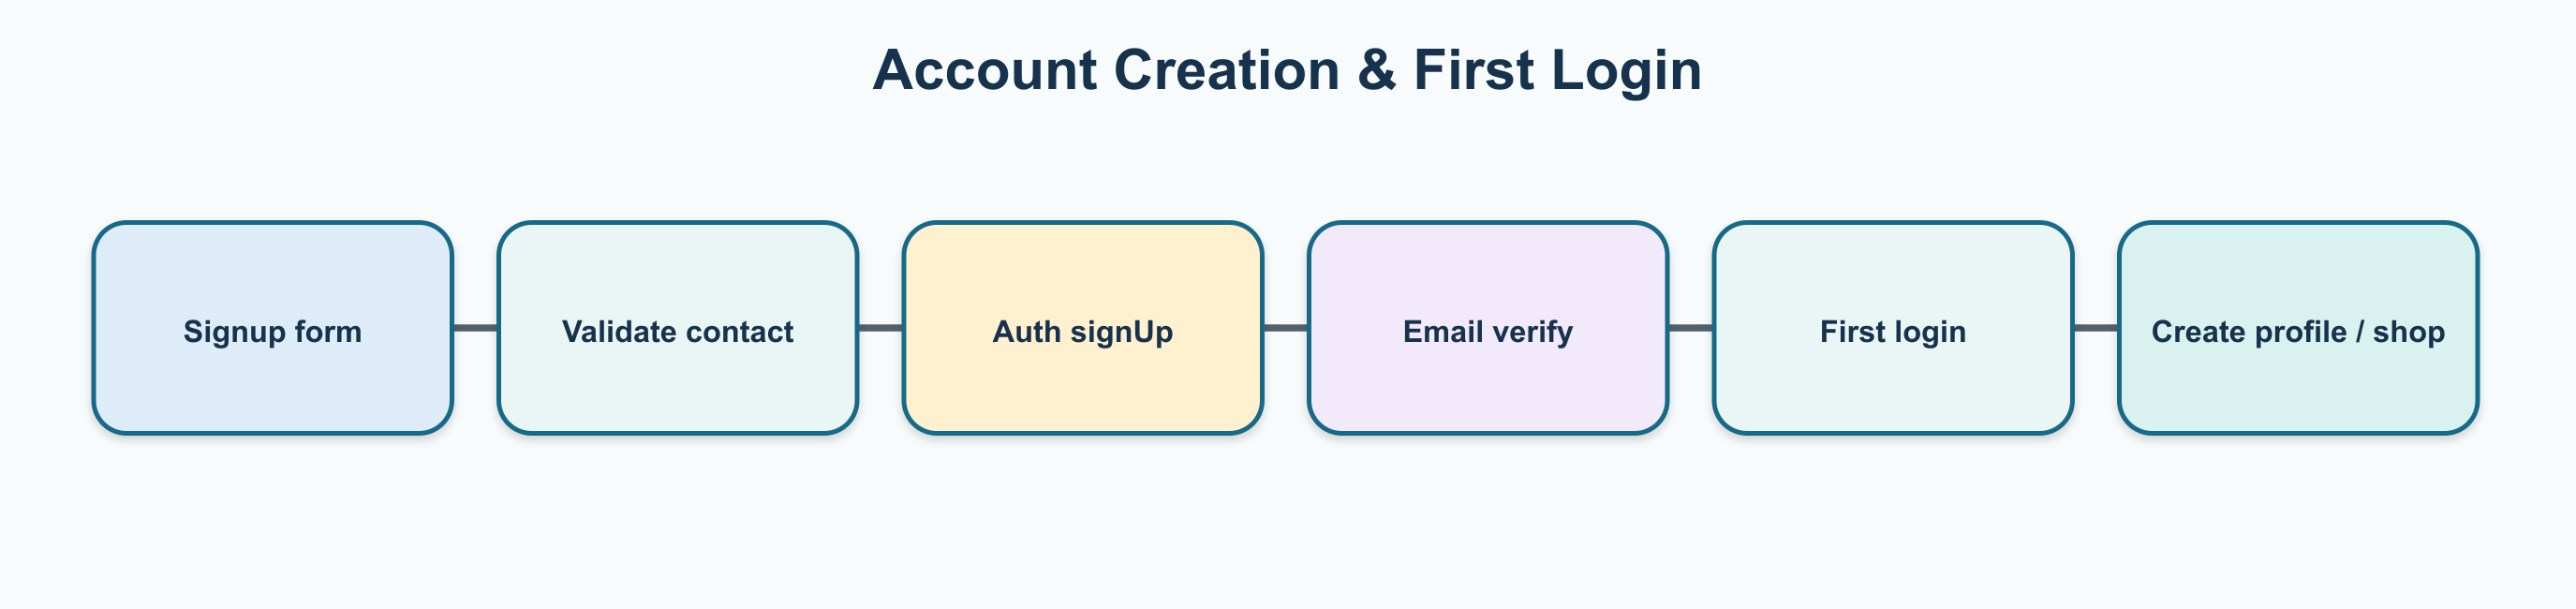 Account Creation & First Login
Signup form
Validate contact
Auth signUp
Email verify
First login
Create profile / shop